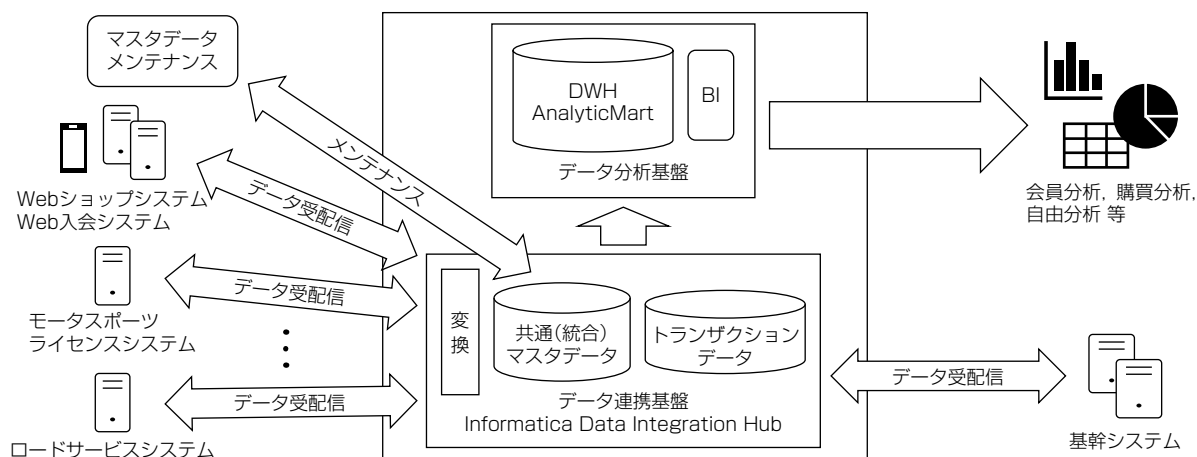 マスタデータ
メンテナンス
Webショップシステム
Web入会システム
モータスポーツ
ライセンスシステム
ロードサービスシステム
メンテナンス
データ受配信
データ受配信
データ受配信
DWH
AnalyticMart
BI
データ分析基盤
変換
共通(統合)
マスタデータ
トランザクション
データ
データ連携基盤
Informatica Data Integration Hub
会員分析, 購買分析,
自由分析 等
データ受配信
基幹システム